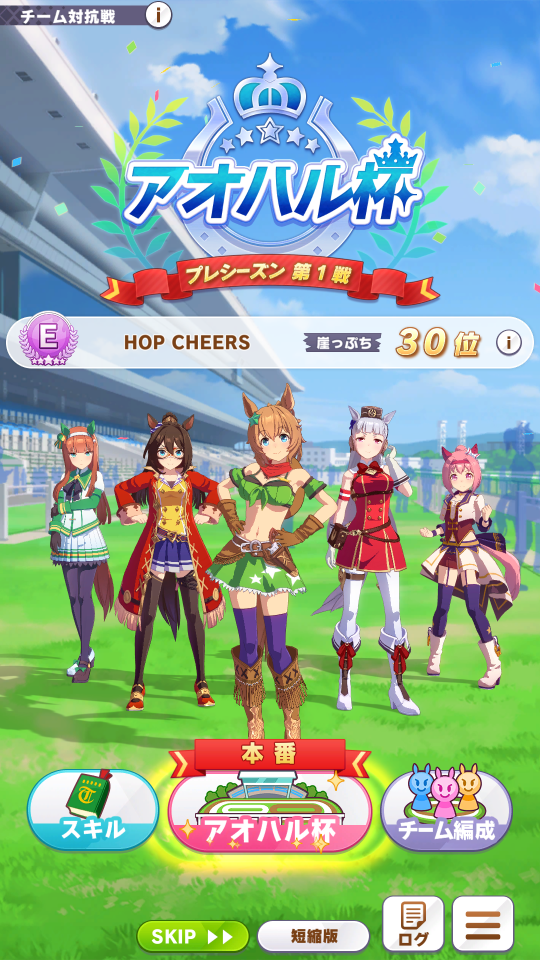 チーム対抗戦
i
アオハル杯
プレシーズン 第1戦
E
HOP CHEERS
崖っぷち
30位
i
本番
スキル
アオハル杯
チーム編成
SKIP
短縮版
ログ